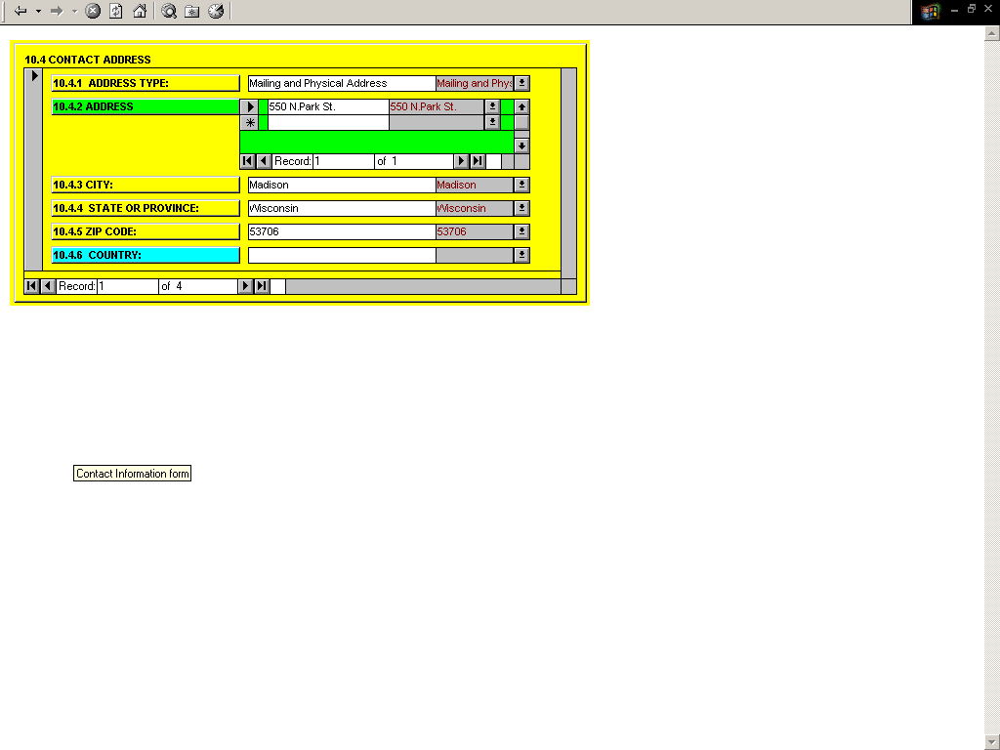 10.4 CONTACT ADDRESS
10.4.1 ADDRESS TYPE: Mailing and Physical Address Mailing and Phys
10.4.2 ADDRESS 550 N.Park St. 550 N.Park St.
Record: 1 of 1
10.4.3 CITY: Madison Madison
10.4.4 STATE OR PROVINCE: Wisconsin Wisconsin
10.4.5 ZIP CODE: 53706 53706
10.4.6 COUNTRY:
Record: 1 of 4
Contact Information form